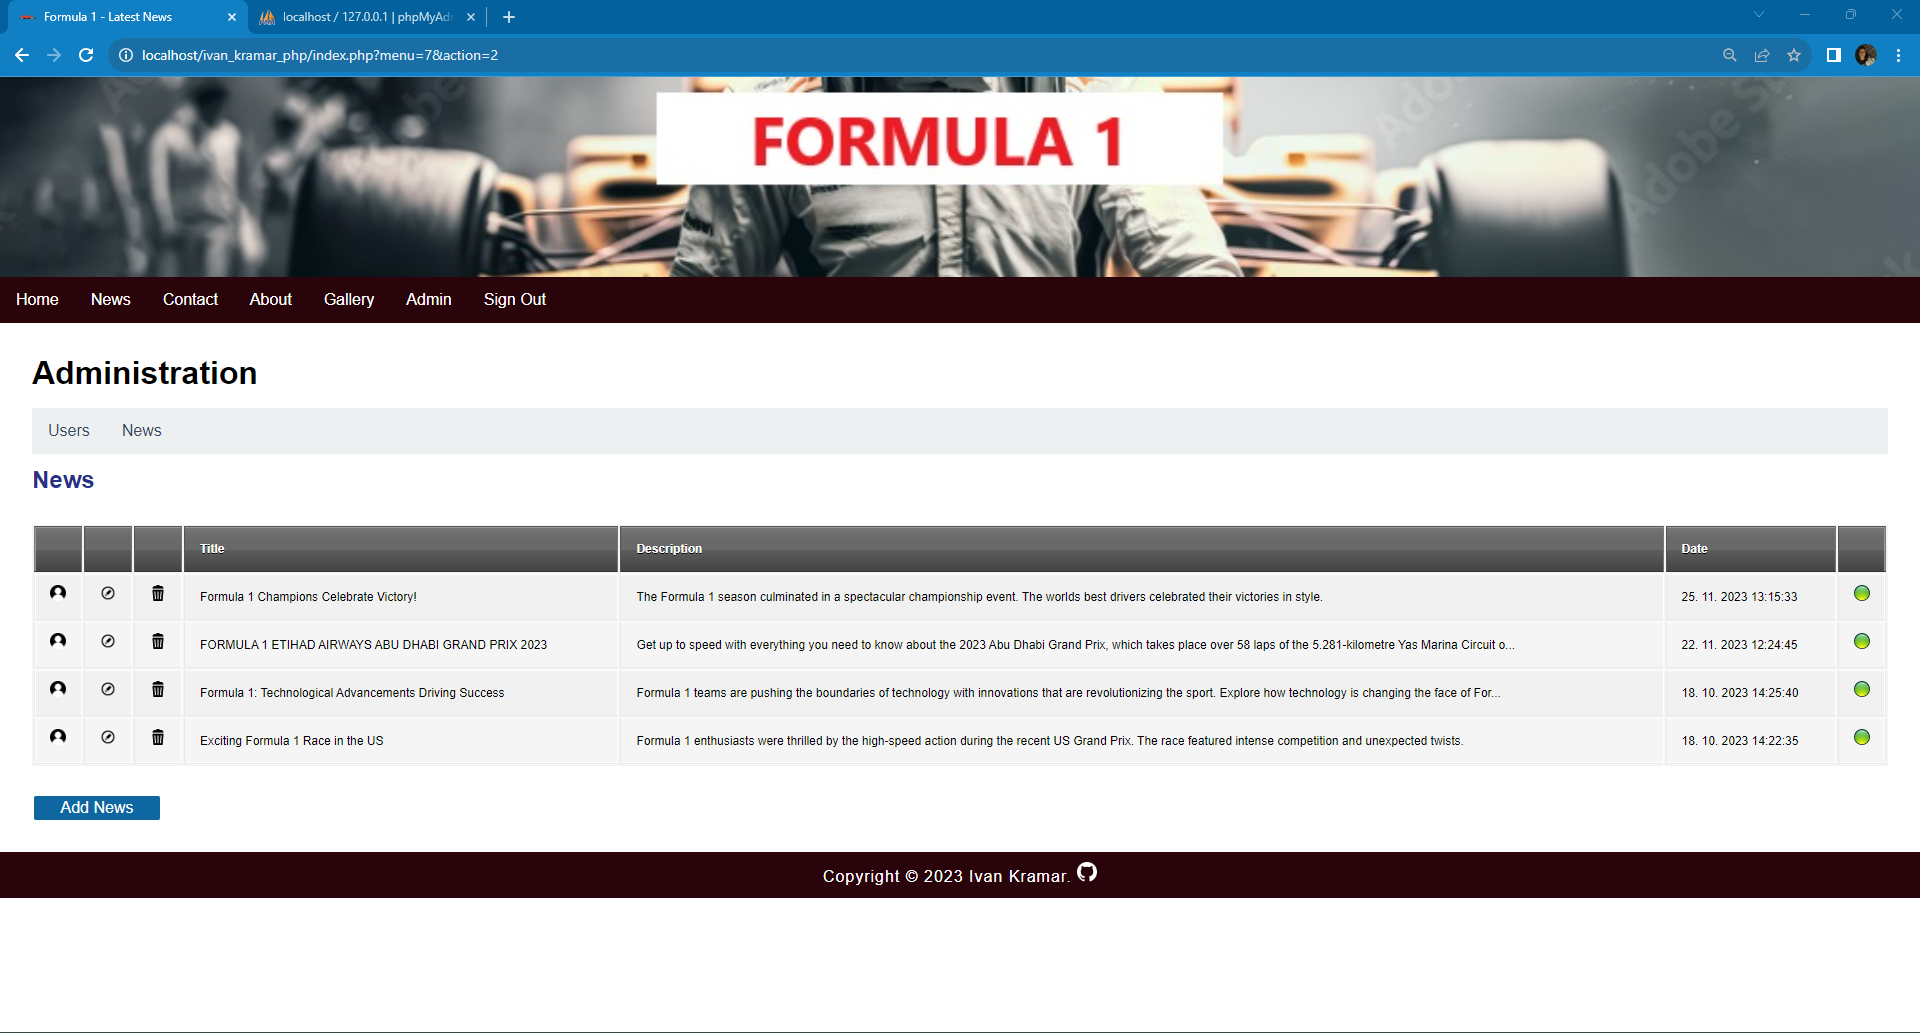 Formula 1 - Latest News
localhost / 127.0.0.1 | phpMyAd
localhost/ivan_kramar_php/index.php?menu=7&action=2
Adobe Stock
FORMULA 1
Home News Contact About Gallery Admin Sign Out
Administration
Users News
News
Title Description Date
Formula 1 Champions Celebrate Victory! The Formula 1 season culminated in a spectacular championship event. The worlds best drivers celebrated their victories in style. 25. 11. 2023 13:15:33
FORMULA 1 ETIHAD AIRWAYS ABU DHABI GRAND PRIX 2023 Get up to speed with everything you need to know about the 2023 Abu Dhabi Grand Prix, which takes place over 58 laps of the 5.281-kilometre Yas Marina Circuit o... 22. 11. 2023 12:24:45
Formula 1: Technological Advancements Driving Success Formula 1 teams are pushing the boundaries of technology with innovations that are revolutionizing the sport. Explore how technology is changing the face of For... 18. 10. 2023 14:25:40
Exciting Formula 1 Race in the US Formula 1 enthusiasts were thrilled by the high-speed action during the recent US Grand Prix. The race featured intense competition and unexpected twists. 18. 10. 2023 14:22:35
Add News
Copyright © 2023 Ivan Kramar.